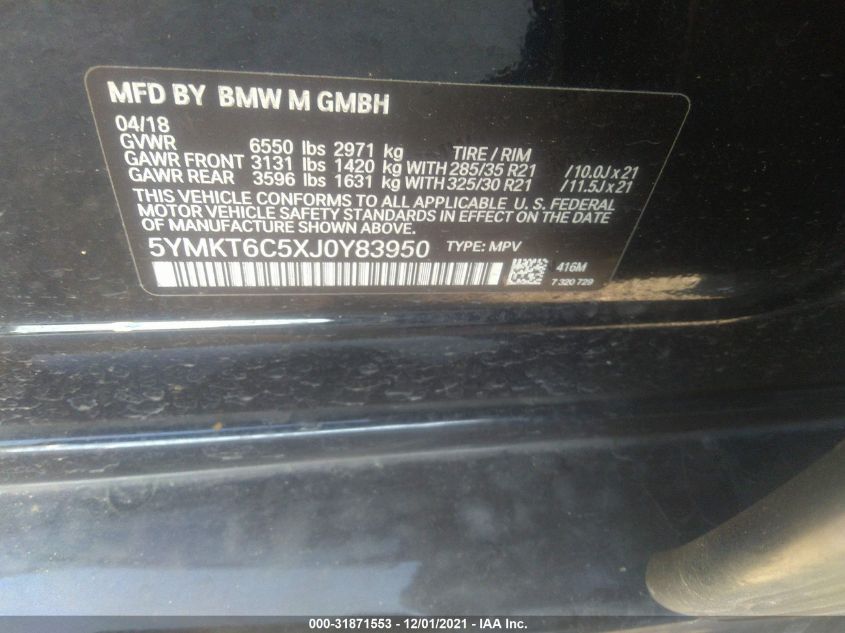 MFD BY BMW M GMBH
04/18
GVWR 6550 lbs 2971 kg TIRE / RIM
GAWR FRONT 3131 lbs 1420 kg WITH 285/35 R21 / 10.0J x 21
GAWR REAR 3596 lbs 1631 kg WITH 325/30 R21 / 11.5J x 21
THIS VEHICLE CONFORMS TO ALL APPLICABLE U. S. FEDERAL
MOTOR VEHICLE SAFETY STANDARDS IN EFFECT ON THE DATE
OF MANUFACTURE SHOWN ABOVE.
5YMKT6C5XJ0Y83950 TYPE: MPV
416M
7 320 729
000-31871553 - 12/01/2021 - IAA Inc.